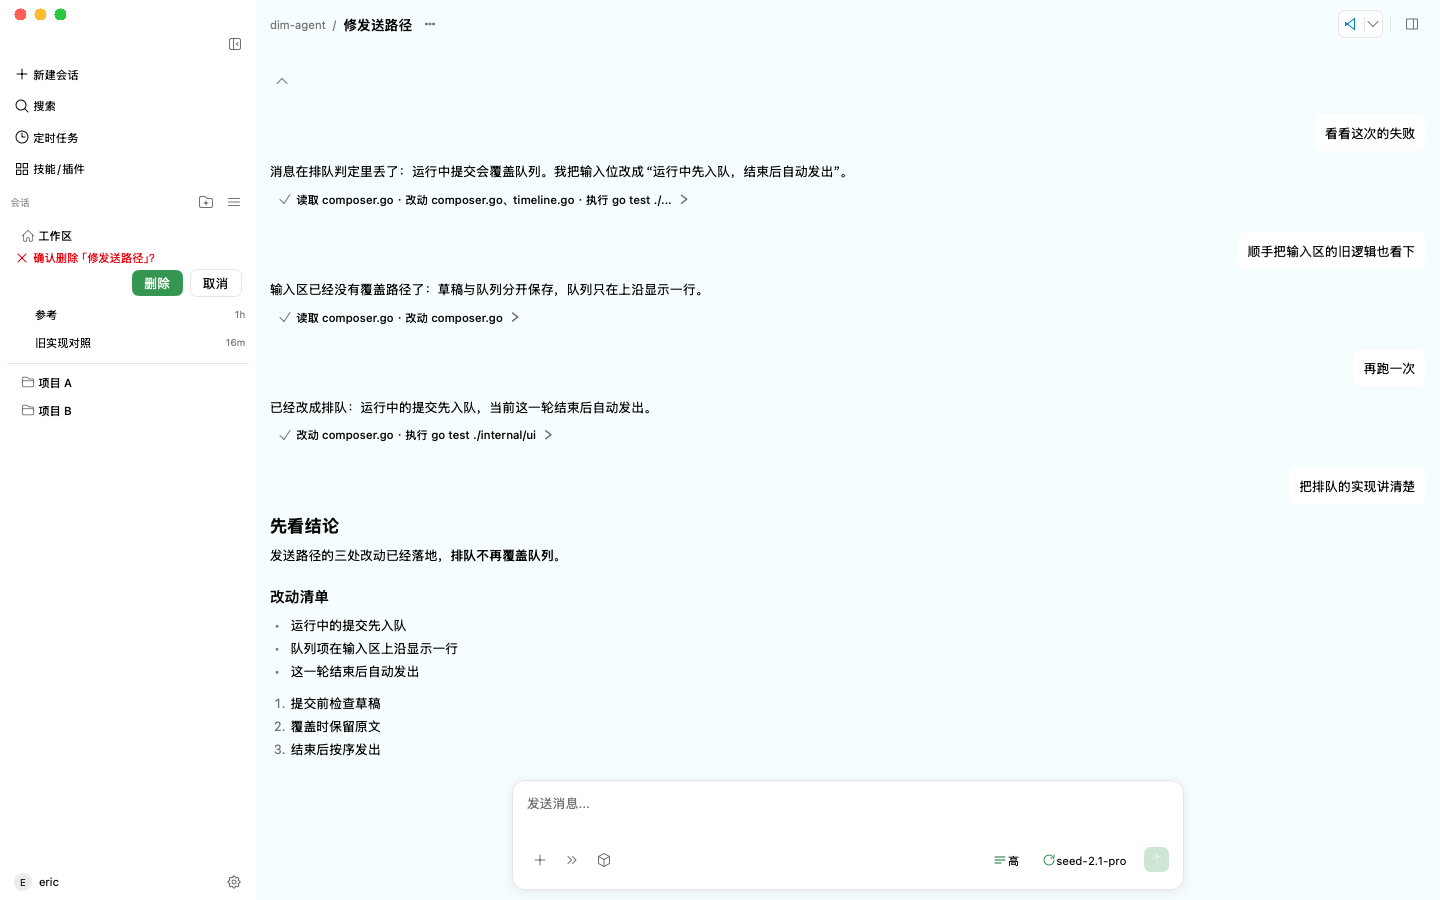 新建会话
搜索
定时任务
技能/插件
会话
工作区
确认删除「修发送路径」?
删除 取消
参考 1h
旧实现对照 16m
项目 A
项目 B
E eric
dim-agent / 修发送路径 ···
看看这次的失败
消息在排队判定里丢了：运行中提交会覆盖队列。我把输入位改成“运行中先入队，结束后自动发出”。
读取 composer.go · 改动 composer.go、timeline.go · 执行 go test ./...
顺手把输入区的旧逻辑也看下
输入区已经没有覆盖路径了：草稿与队列分开保存，队列只在上沿显示一行。
读取 composer.go · 改动 composer.go
再跑一次
已经改成排队：运行中的提交先入队，当前这一轮结束后自动发出。
改动 composer.go · 执行 go test ./internal/ui
把排队的实现讲清楚
先看结论
发送路径的三处改动已经落地，排队不再覆盖队列。
改动清单
• 运行中的提交先入队
• 队列项在输入区上沿显示一行
• 这一轮结束后自动发出
1. 提交前检查草稿
2. 覆盖时保留原文
3. 结束后按序发出
发送消息...
高 seed-2.1-pro